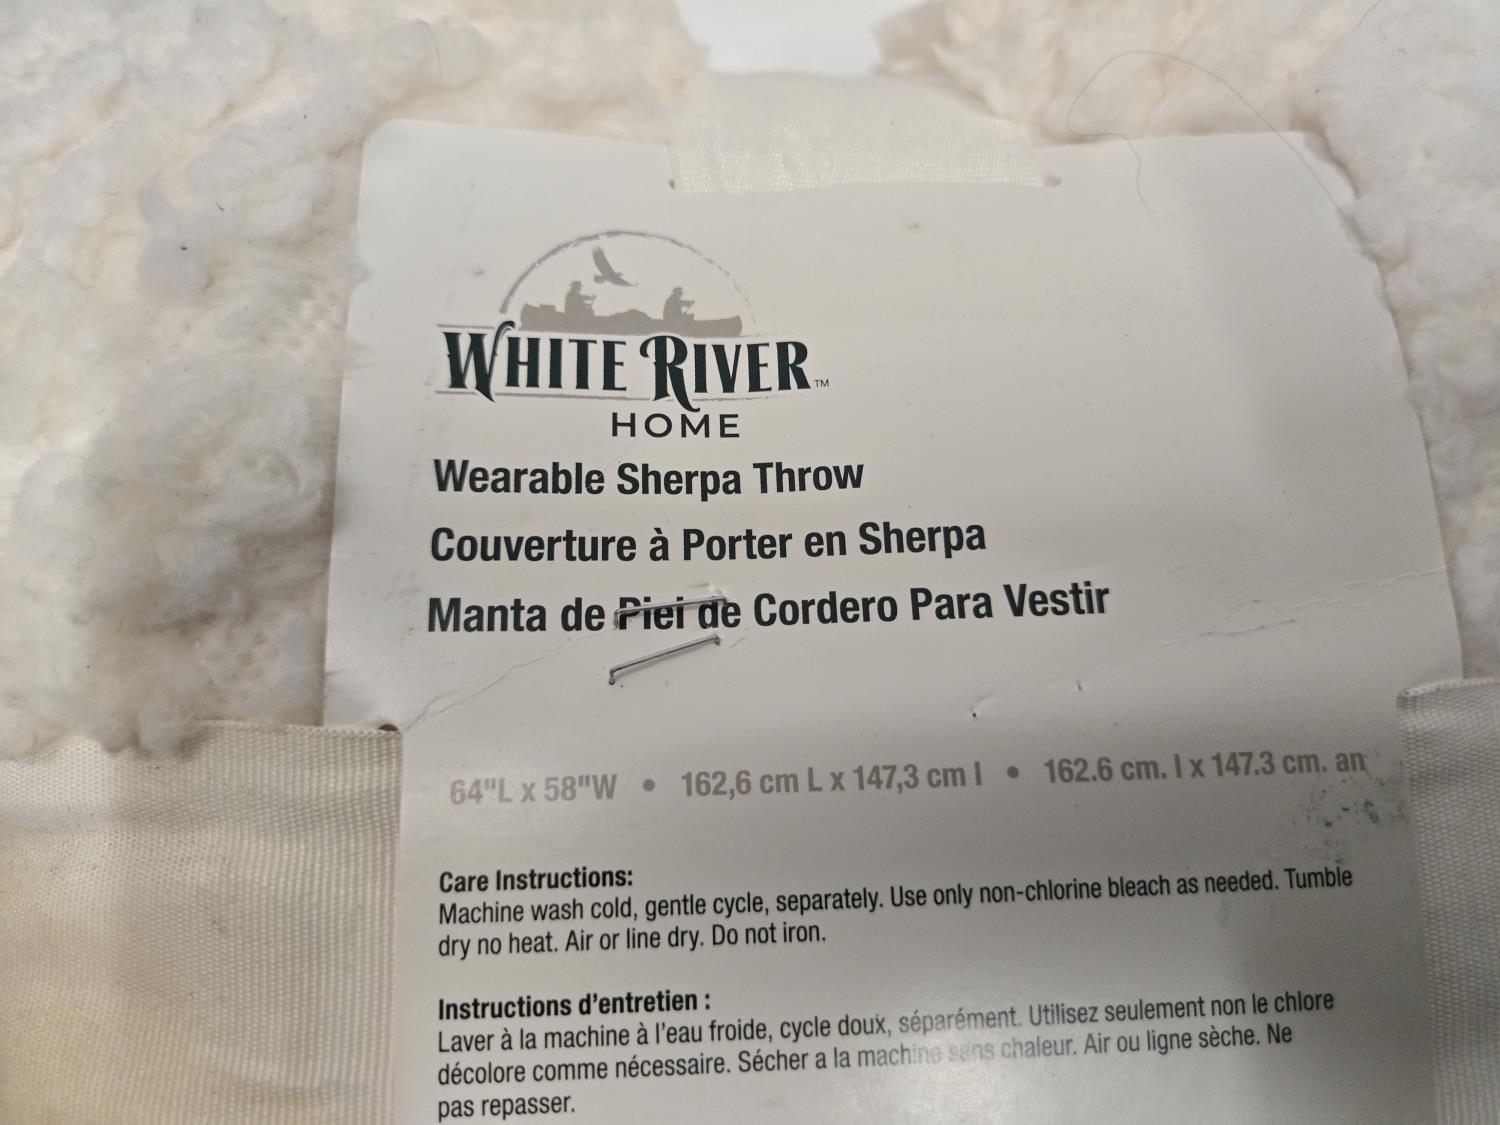 WHITE RIVER™
HOME
Wearable Sherpa Throw
Couverture à Porter en Sherpa
Manta de Piel de Cordero Para Vestir
64"L x 58"W • 162,6 cm L x 147,3 cm l • 162.6 cm. l x 147.3 cm. an
Care Instructions:
Machine wash cold, gentle cycle, separately. Use only non-chlorine bleach as needed. Tumble
dry no heat. Air or line dry. Do not iron.
Instructions d'entretien :
Laver à la machine à l'eau froide, cycle doux, séparément. Utilisez seulement non le chlore
décolore comme nécessaire. Sécher a la machine sans chaleur. Air ou ligne sèche. Ne
pas repasser.